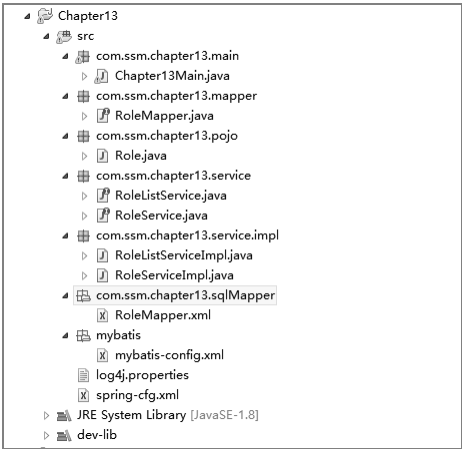 Chapter13
src
com.ssm.chapter13.main
Chapter13Main.java
com.ssm.chapter13.mapper
RoleMapper.java
com.ssm.chapter13.pojo
Role.java
com.ssm.chapter13.service
RoleListService.java
RoleService.java
com.ssm.chapter13.service.impl
RoleListServiceImpl.java
RoleServiceImpl.java
com.ssm.chapter13.sqlMapper
RoleMapper.xml
mybatis
mybatis-config.xml
log4j.properties
spring-cfg.xml
JRE System Library [JavaSE-1.8]
dev-lib